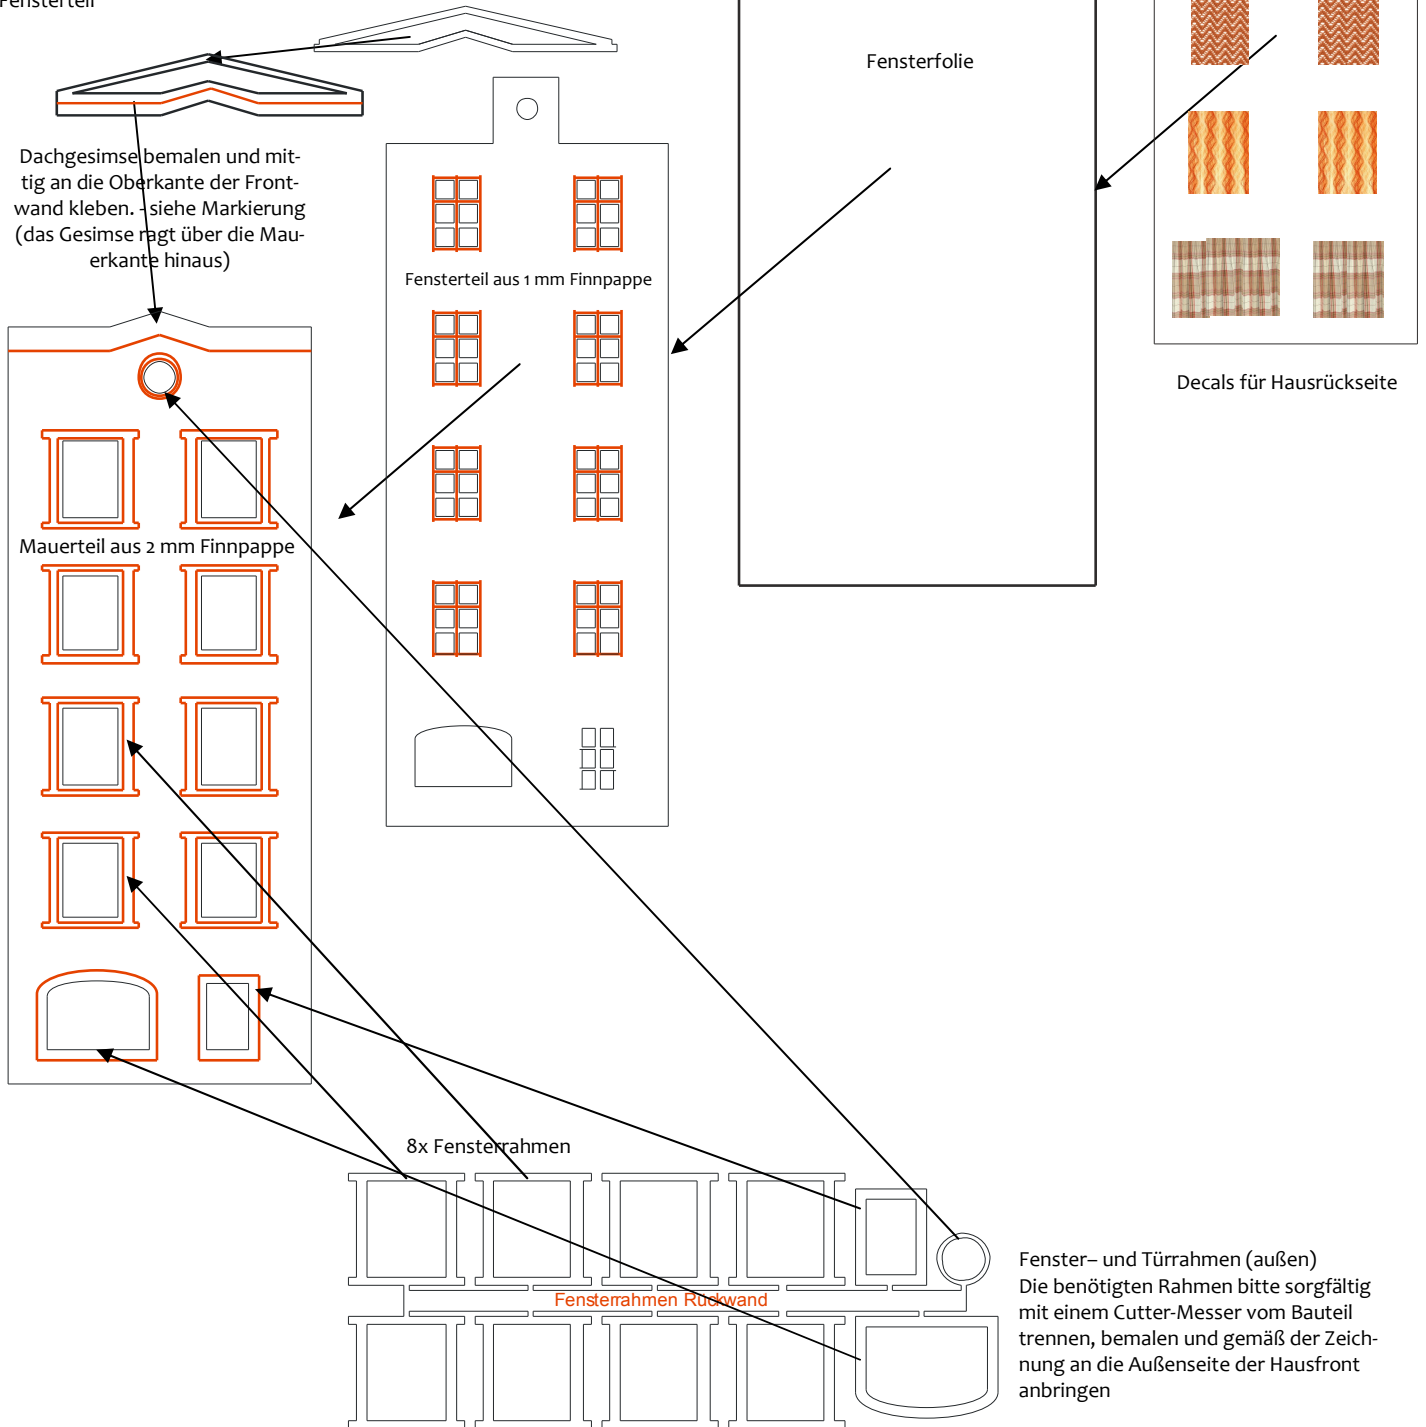 Fensterteil
Fensterfolie
Dachgesimse bemalen und mit-
tig an die Oberkante der Front-
wand kleben. - siehe Markierung
(das Gesimse ragt über die Mau-
erkante hinaus)
Fensterteil aus 1 mm Finnpappe
Decals für Hausrückseite
Mauerteil aus 2 mm Finnpappe
8x Fensterrahmen
Fensterrahmen Rückwand
Fenster– und Türrahmen (außen)
Die benötigten Rahmen bitte sorgfältig
mit einem Cutter-Messer vom Bauteil
trennen, bemalen und gemäß der Zeich-
nung an die Außenseite der Hausfront
anbringen